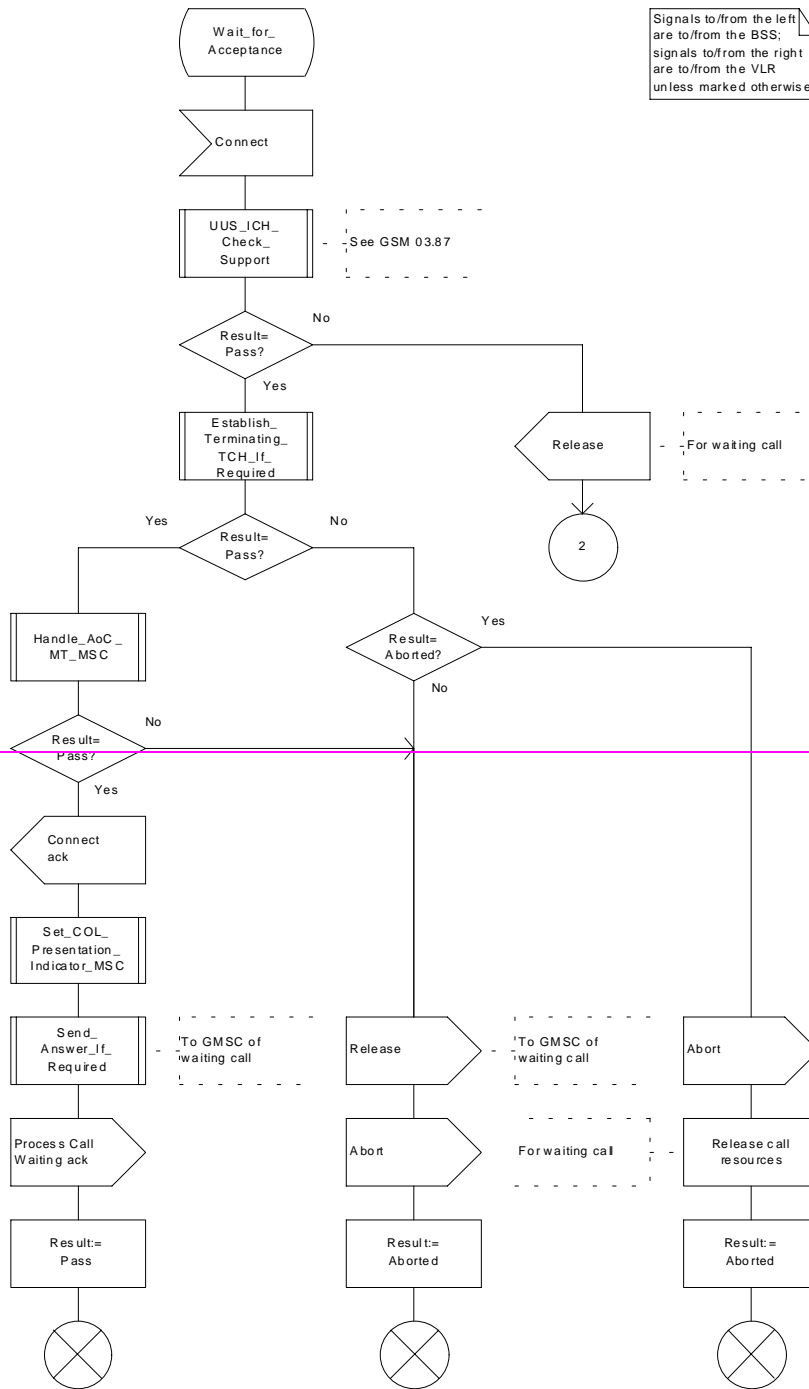 Wait_for_
Acceptance
Signals to/from the left
are to/from the BSS;
signals to/from the right
are to/from the VLR
unless marked otherwise
Connect
UUS_ICH_
Check_
Support
See GSM 03.87
Result=
Pass?
No
Yes
Establish_
Terminating_
TCH_If_
Required
Release
For waiting call
2
Yes
Result=
Pass?
No
Handle_AoC_
MT_MSC
Result=
Aborted?
Yes
No
Result=
Pass?
No
Yes
Connect
ack
Set_COL_
Presentation_
Indicator_MSC
Send_
Answer_If_
Required
To GMSC of
waiting call
Release
To GMSC of
waiting call
Abort
Process Call
Waiting ack
Abort
For waiting call
Release call
resources
Result:=
Pass
Result:=
Aborted
Result:=
Aborted